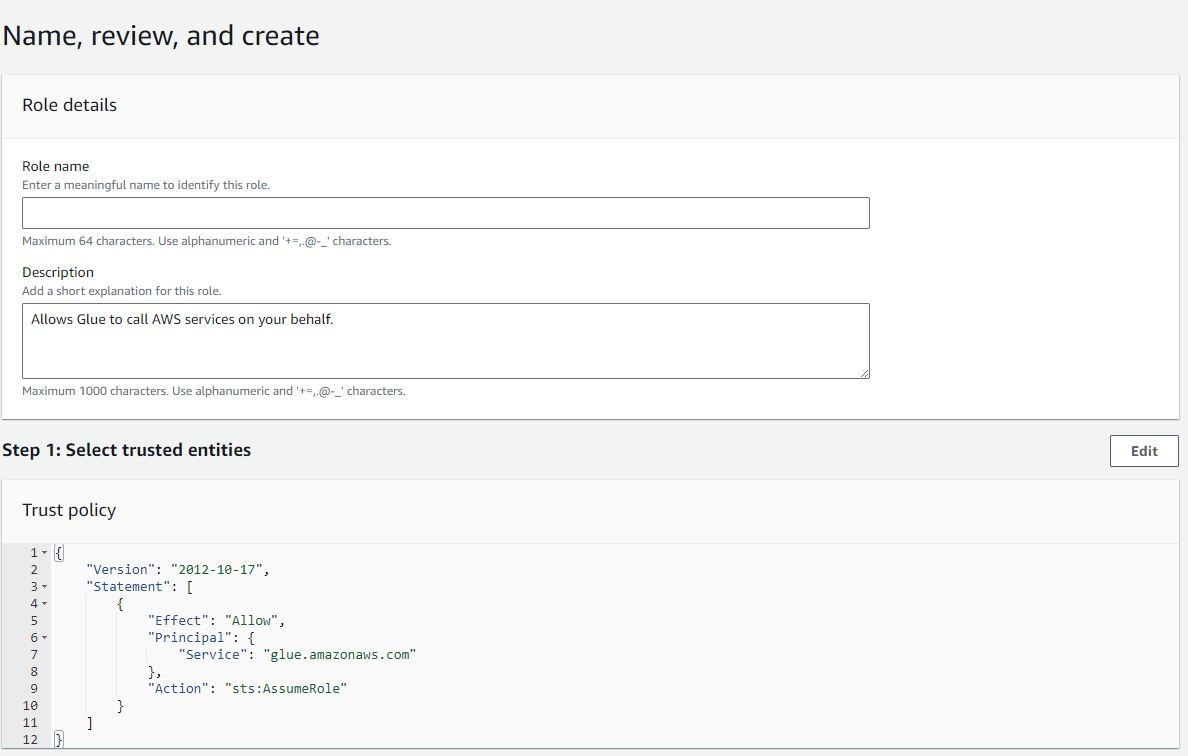 Name, review, and create
Role details
Role name
Enter a meaningful name to identify this role.
Maximum 64 characters. Use alphanumeric and '+=,.@-_' characters.
Description
Add a short explanation for this role.
Allows Glue to call AWS services on your behalf.
Maximum 1000 characters. Use alphanumeric and '+=,.@-_' characters.
Step 1: Select trusted entities
Edit
Trust policy
1 {
2     "Version": "2012-10-17",
3     "Statement": [
4         {
5             "Effect": "Allow",
6             "Principal": {
7                 "Service": "glue.amazonaws.com"
8             },
9             "Action": "sts:AssumeRole"
10         }
11     ]
12 }